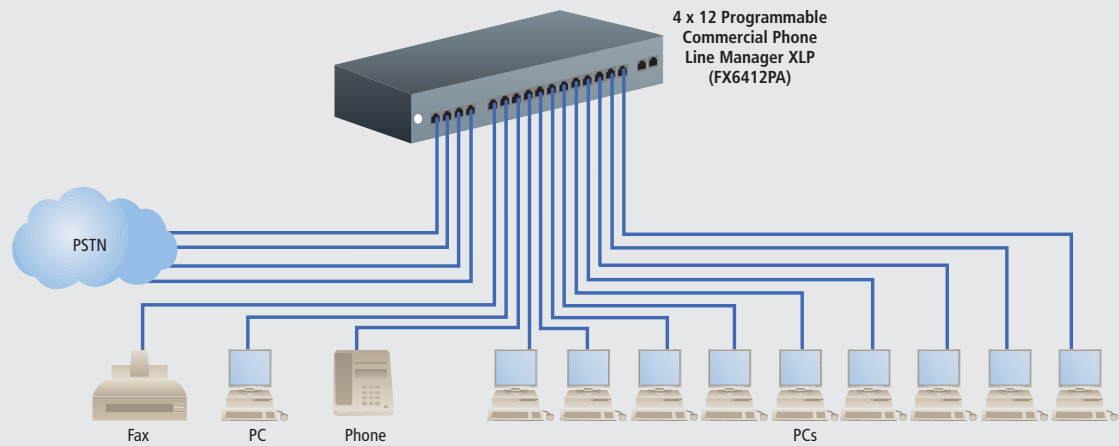 4 x 12 Programmable
Commercial Phone
Line Manager XLP
(FX6412PA)
PSTN
Fax
PC
Phone
PCs